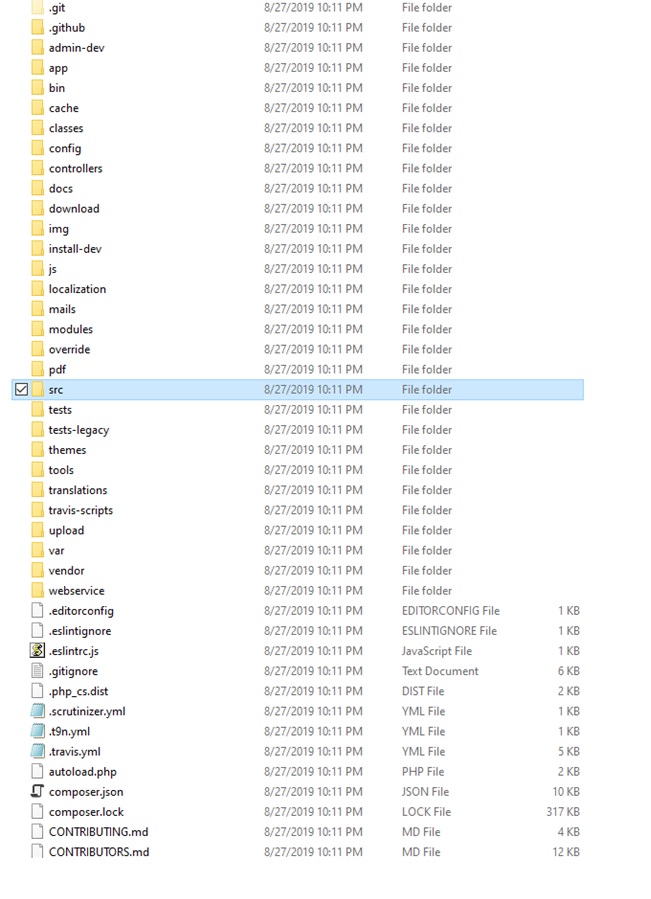 .git 8/27/2019 10:11 PM File folder
.github 8/27/2019 10:11 PM File folder
admin-dev 8/27/2019 10:11 PM File folder
app 8/27/2019 10:11 PM File folder
bin 8/27/2019 10:11 PM File folder
cache 8/27/2019 10:11 PM File folder
classes 8/27/2019 10:11 PM File folder
config 8/27/2019 10:11 PM File folder
controllers 8/27/2019 10:11 PM File folder
docs 8/27/2019 10:11 PM File folder
download 8/27/2019 10:11 PM File folder
img 8/27/2019 10:11 PM File folder
install-dev 8/27/2019 10:11 PM File folder
js 8/27/2019 10:11 PM File folder
localization 8/27/2019 10:11 PM File folder
mails 8/27/2019 10:11 PM File folder
modules 8/27/2019 10:11 PM File folder
override 8/27/2019 10:11 PM File folder
pdf 8/27/2019 10:11 PM File folder
src 8/27/2019 10:11 PM File folder
tests 8/27/2019 10:11 PM File folder
tests-legacy 8/27/2019 10:11 PM File folder
themes 8/27/2019 10:11 PM File folder
tools 8/27/2019 10:11 PM File folder
translations 8/27/2019 10:11 PM File folder
travis-scripts 8/27/2019 10:11 PM File folder
upload 8/27/2019 10:11 PM File folder
var 8/27/2019 10:11 PM File folder
vendor 8/27/2019 10:11 PM File folder
webservice 8/27/2019 10:11 PM File folder
.editorconfig 8/27/2019 10:11 PM EDITORCONFIG File 1 KB
.eslintignore 8/27/2019 10:11 PM ESLINTIGNORE File 1 KB
.eslintrc.js 8/27/2019 10:11 PM JavaScript File 1 KB
.gitignore 8/27/2019 10:11 PM Text Document 6 KB
.php_cs.dist 8/27/2019 10:11 PM DIST File 2 KB
.scrutinizer.yml 8/27/2019 10:11 PM YML File 1 KB
.t9n.yml 8/27/2019 10:11 PM YML File 1 KB
.travis.yml 8/27/2019 10:11 PM YML File 5 KB
autoload.php 8/27/2019 10:11 PM PHP File 2 KB
composer.json 8/27/2019 10:11 PM JSON File 10 KB
composer.lock 8/27/2019 10:11 PM LOCK File 317 KB
CONTRIBUTING.md 8/27/2019 10:11 PM MD File 4 KB
CONTRIBUTORS.md 8/27/2019 10:11 PM MD File 12 KB